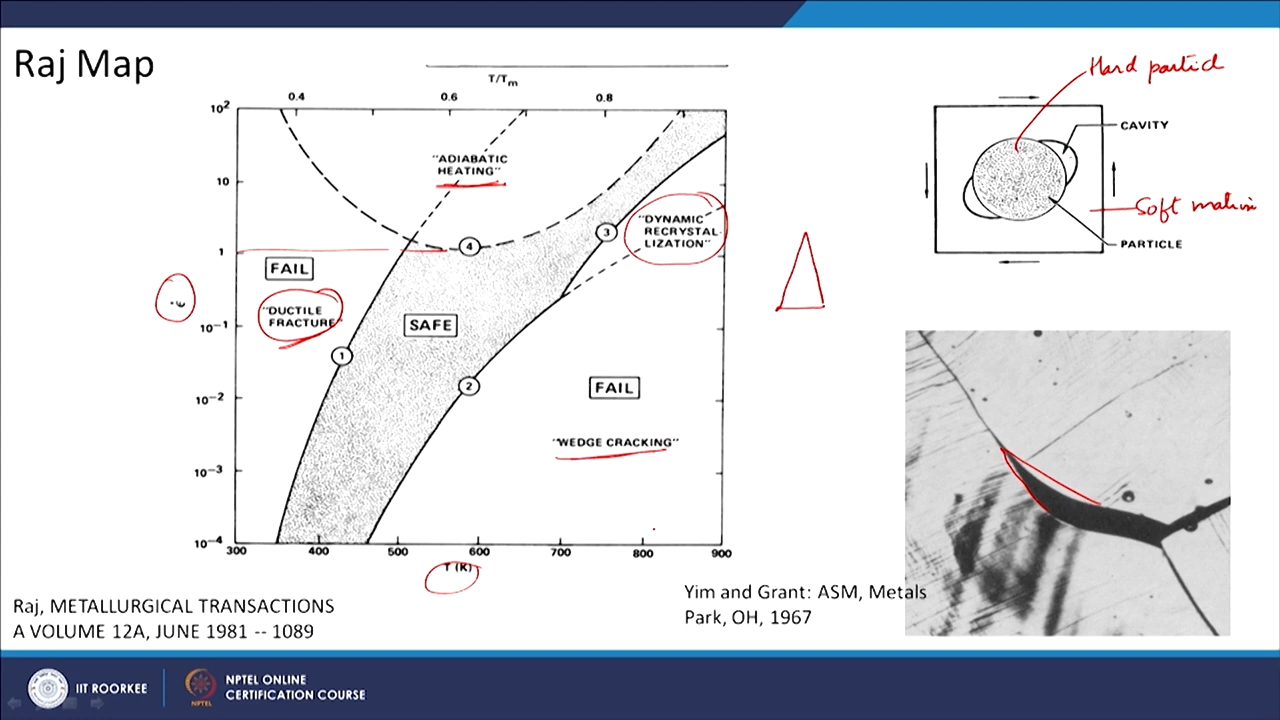 Raj Map
T/Tm
0.4 0.6 0.8
10²
10
1
10⁻¹
10⁻²
10⁻³
10⁻⁴
ε̇
"ADIABATIC
HEATING"
"DYNAMIC
RECRYSTAL-
LIZATION"
3
4
FAIL
"DUCTILE
FRACTURE"
SAFE
1
2
FAIL
"WEDGE CRACKING"
300 400 500 600 700 800 900
T (K)
Hard particl
CAVITY
Soft matrix
PARTICLE
Raj, METALLURGICAL TRANSACTIONS
A VOLUME 12A, JUNE 1981 -- 1089
Yim and Grant: ASM, Metals
Park, OH, 1967
IIT ROORKEE
NPTEL
NPTEL ONLINE
CERTIFICATION COURSE